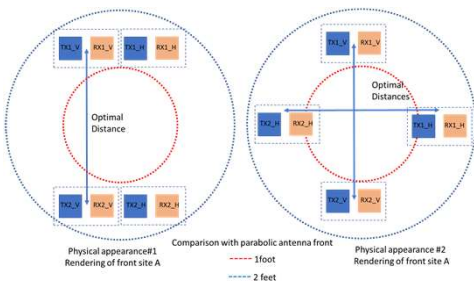 TX1_V RX1_V TX1_H RX1_H
Optimal
Distance
TX2_V RX2_V TX2_H RX2_H
Physical appearance#1
Rendering of front site A
TX1_V RX1_V
Optimal
Distances
TX2_H RX2_H
TX1_H RX1_H
TX2_V RX2_V
Physical appearance #2
Rendering of front site A
Comparison with parabolic antenna front
1foot
2 feet